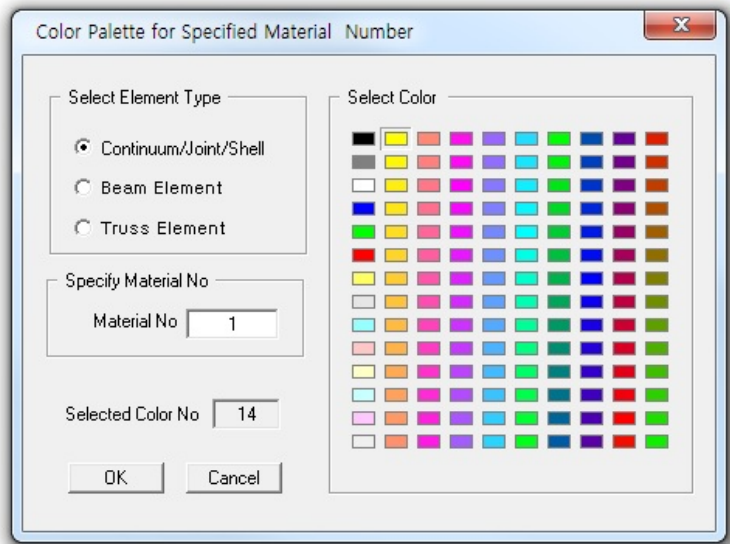 Color Palette for Specified Material  Number
Select Element Type
Continuum/Joint/Shell
Beam Element
Truss Element
Specify Material No
Material No 1
Selected Color No 14
OK Cancel
Select Color